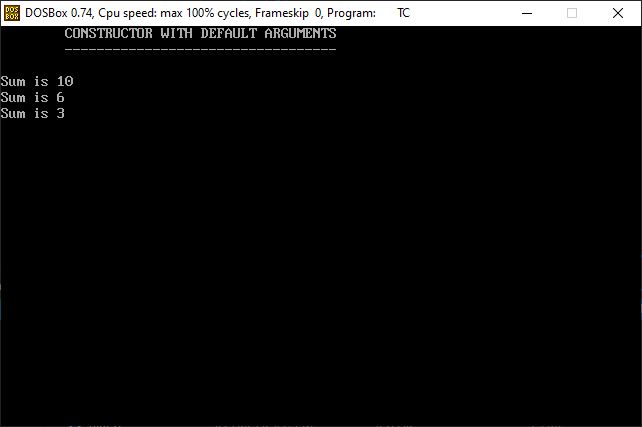 DOSBox 0.74, Cpu speed: max 100% cycles, Frameskip 0, Program: TC
CONSTRUCTOR WITH DEFAULT ARGUMENTS
----------------------------------
Sum is 10
Sum is 6
Sum is 3